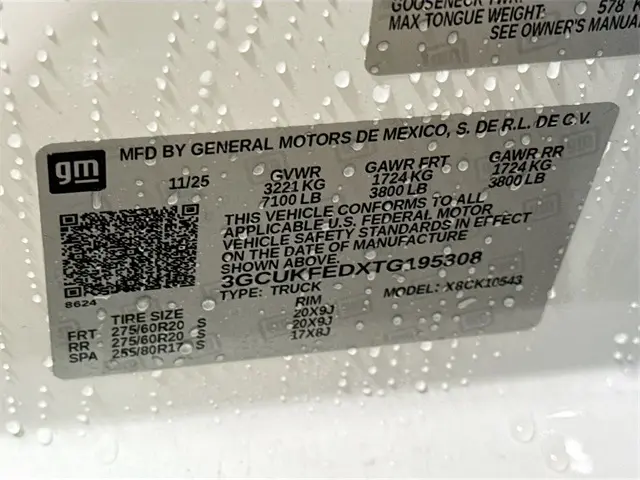 GOOSENECK TWR:
MAX TONGUE WEIGHT: 578 K
SEE OWNER'S MANUA
gm
MFD BY GENERAL MOTORS DE MEXICO, S. DE R.L. DE C.V.
11/25 GVWR GAWR FRT GAWR RR
3221 KG 1724 KG 1724 KG
7100 LB 3800 LB 3800 LB
THIS VEHICLE CONFORMS TO ALL
APPLICABLE U.S. FEDERAL MOTOR
VEHICLE SAFETY STANDARDS IN EFFECT
ON THE DATE OF MANUFACTURE
SHOWN ABOVE.
3GCUKFEDXTG195308
TYPE: TRUCK MODEL: X8CK10543
8624
TIRE SIZE RIM
FRT 275/60R20 S 20X9J
RR 275/60R20 S 20X9J
SPA 255/80R17 S 17X8J